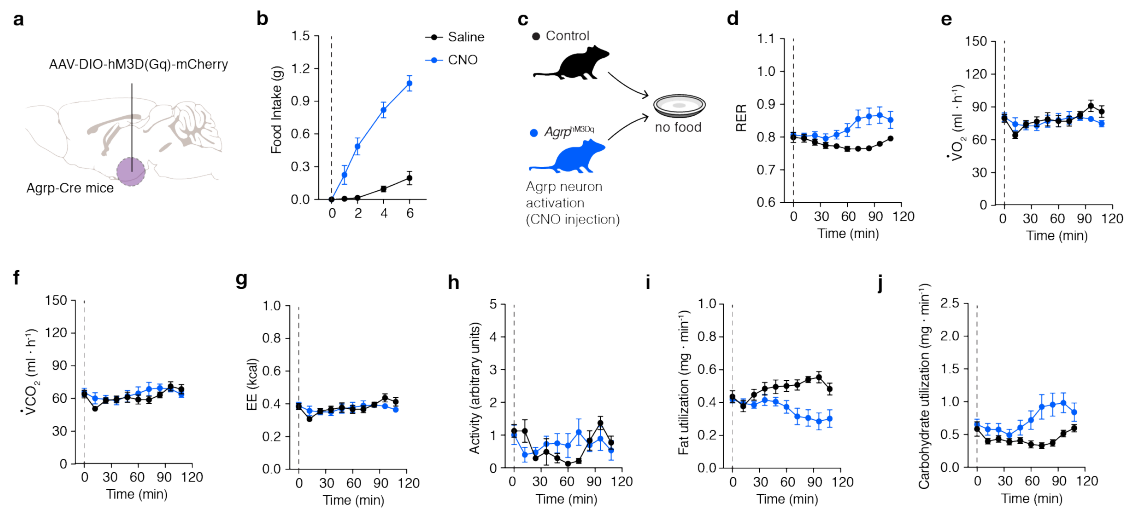 a
AAV-DIO-hM3D(Gq)-mCherry
Agrp-Cre mice
b
Food Intake (g)
1.5
1.2
0.9
0.6
0.3
0.0
0 2 4 6
Saline
CNO
c
Control
Agrp^hM3Dq
Agrp neuron
activation
(CNO injection)
no food
d
RER
1.1
1.0
0.9
0.8
0.7
0.6
0 30 60 90 120
Time (min)
e
V̇O₂ (ml · h⁻¹)
150
120
90
60
30
0
0 30 60 90 120
Time (min)
f
V̇CO₂ (ml · h⁻¹)
150
120
90
60
30
0
0 30 60 90 120
Time (min)
g
EE (kcal)
1.0
0.8
0.6
0.4
0.2
0.0
0 30 60 90 120
Time (min)
h
Activity (arbitrary units)
5
4
3
2
1
0
0 30 60 90 120
Time (min)
i
Fat utilization (mg · min⁻¹)
1.0
0.8
0.6
0.4
0.2
0.0
0 30 60 90 120
Time (min)
j
Carbohydrate utilization (mg · min⁻¹)
2.5
2.0
1.5
1.0
0.5
0.0
0 30 60 90 120
Time (min)